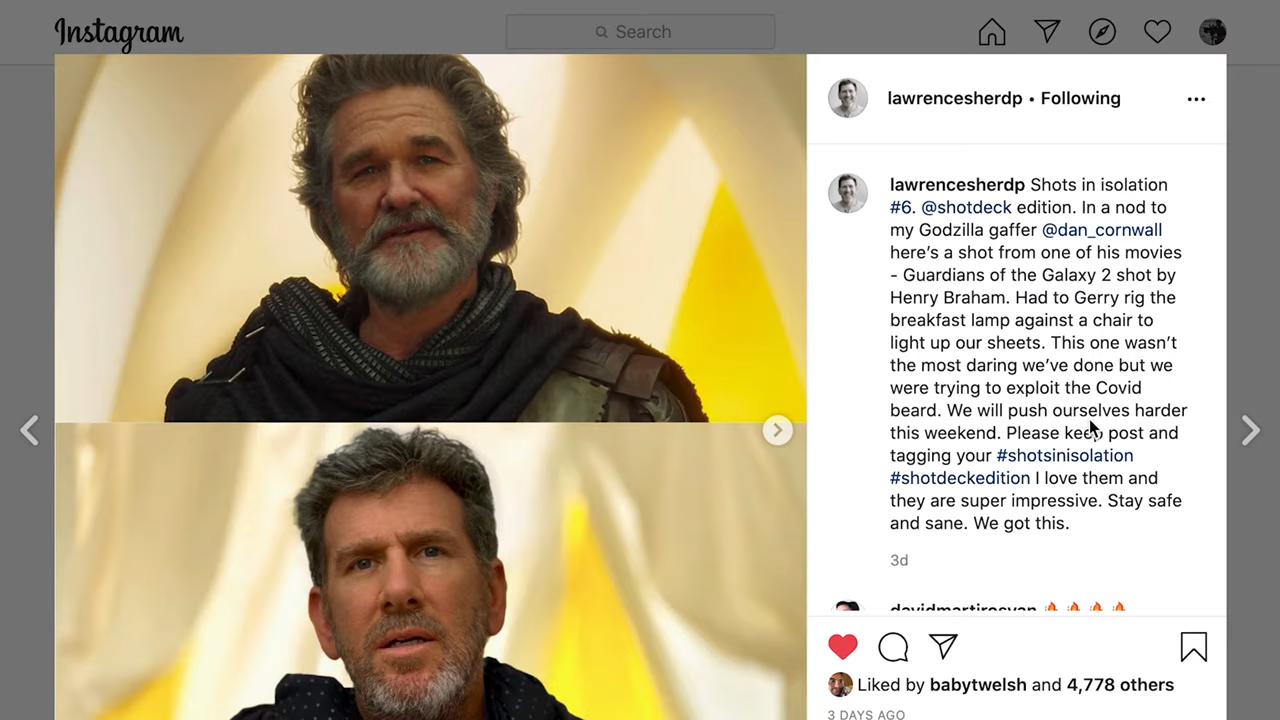 Instagram
Search
lawrencesherdp • Following
lawrencesherdp Shots in isolation
#6. @shotdeck edition. In a nod to
my Godzilla gaffer @dan_cornwall
here's a shot from one of his movies
- Guardians of the Galaxy 2 shot by
Henry Braham. Had to Gerry rig the
breakfast lamp against a chair to
light up our sheets. This one wasn't
the most daring we've done but we
were trying to exploit the Covid
beard. We will push ourselves harder
this weekend. Please keep post and
tagging your #shotsinisolation
#shotdeckedition I love them and
they are super impressive. Stay safe
and sane. We got this.
3d
davidmartirosyan 🔥🔥🔥🔥
Liked by babytwelsh and 4,778 others
3 DAYS AGO